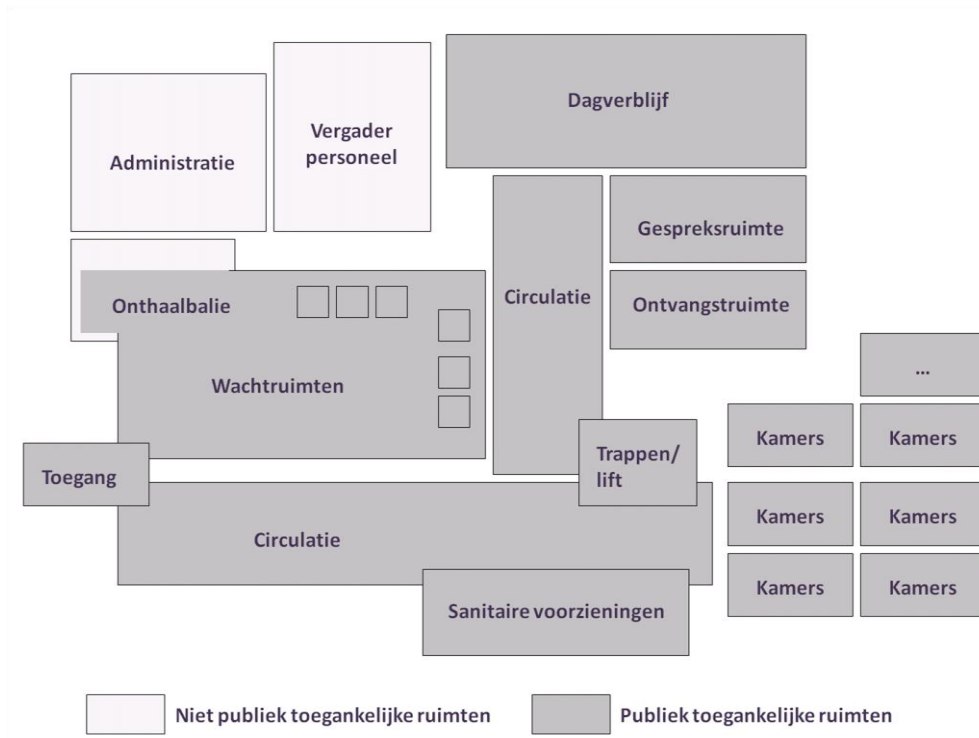 Dagverblijf
Vergader
personeel
Administratie
Gespreksruimte
Circulatie
Ontvangstruimte
Onthaalbalie
Wachtruimten
...
Kamers
Kamers
Trappen/
lift
Toegang
Kamers
Kamers
Circulatie
Kamers
Kamers
Sanitaire voorzieningen
Niet publiek toegankelijke ruimten
Publiek toegankelijke ruimten